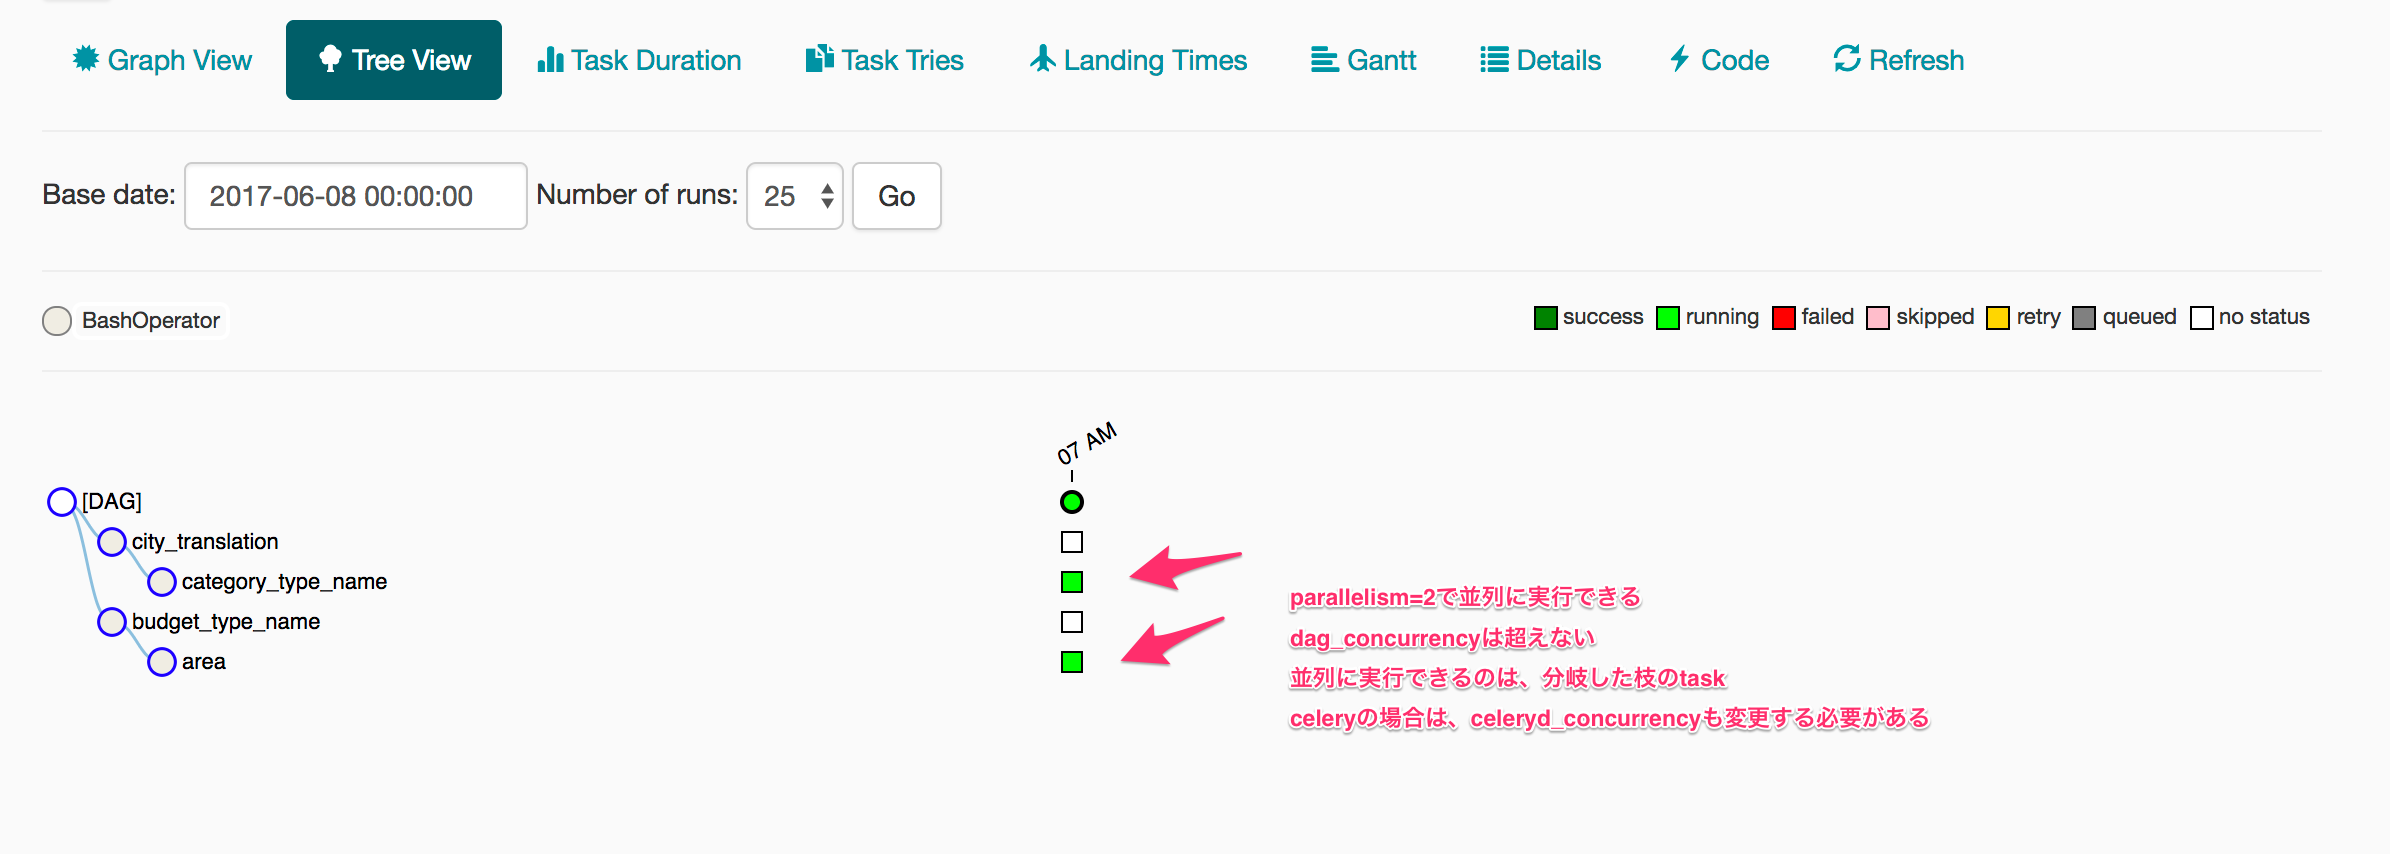 Graph View Tree View Task Duration Task Tries Landing Times Gantt Details Code Refresh
Base date: 2017-06-08 00:00:00 Number of runs: 25 Go
BashOperator success running failed skipped retry queued no status
07 AM
[DAG]
city_translation
category_type_name
budget_type_name
area
parallelism=2で並列に実行できる
dag_concurrencyは超えない
並列に実行できるのは、分岐した枝のtask
celeryの場合は、celeryd_concurrencyも変更する必要がある